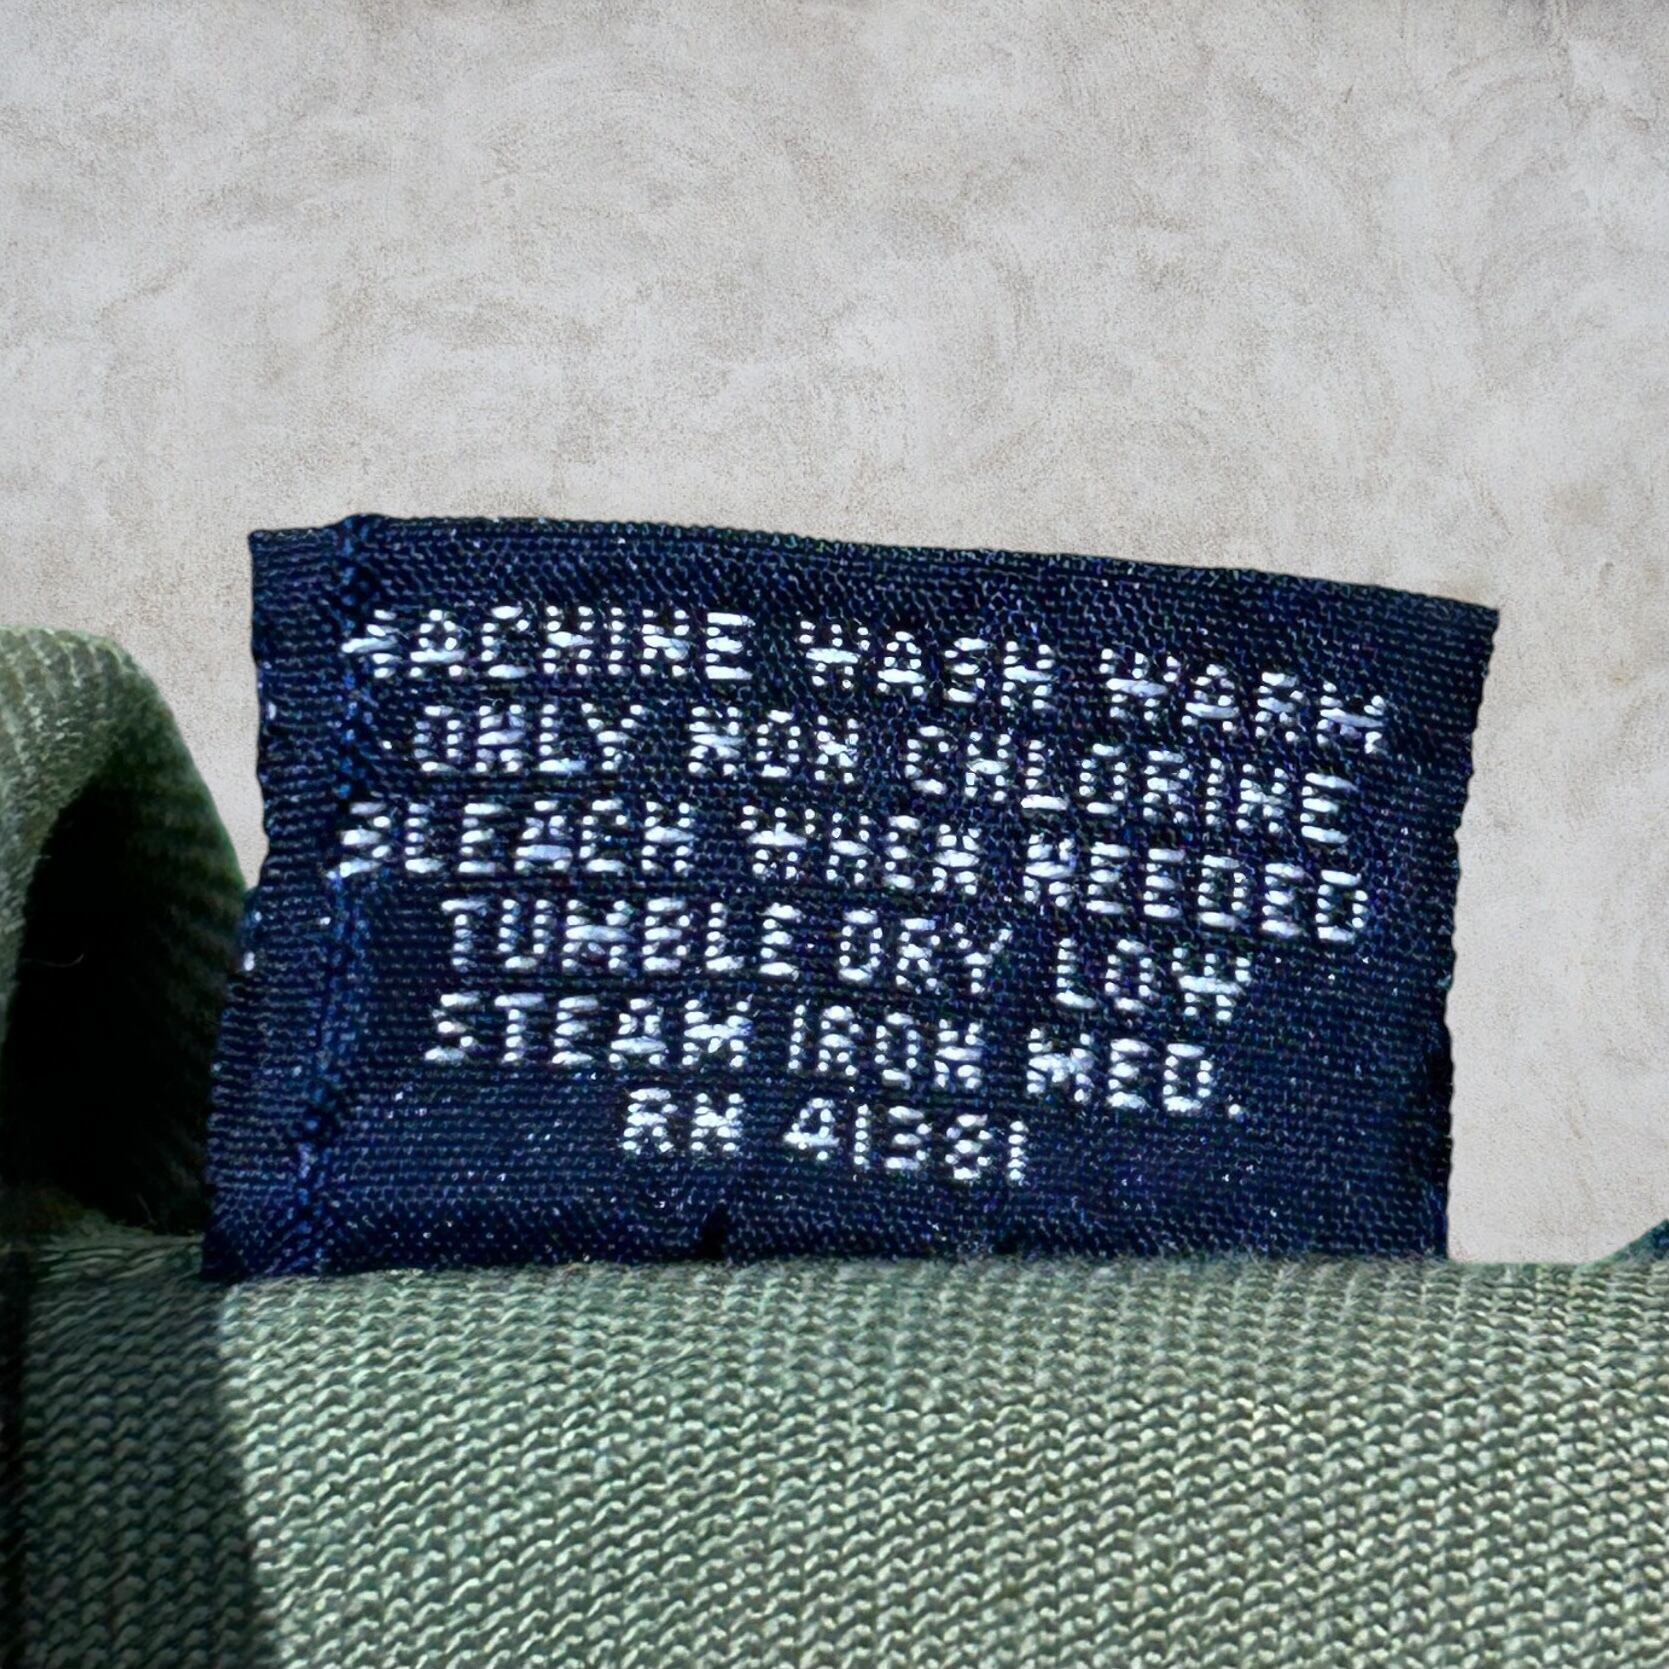 MACHINE WASH WARM
ONLY NON CHLORINE
BLEACH WHEN NEEDED
TUMBLE DRY LOW
STEAM IRON MED.
RN 41381